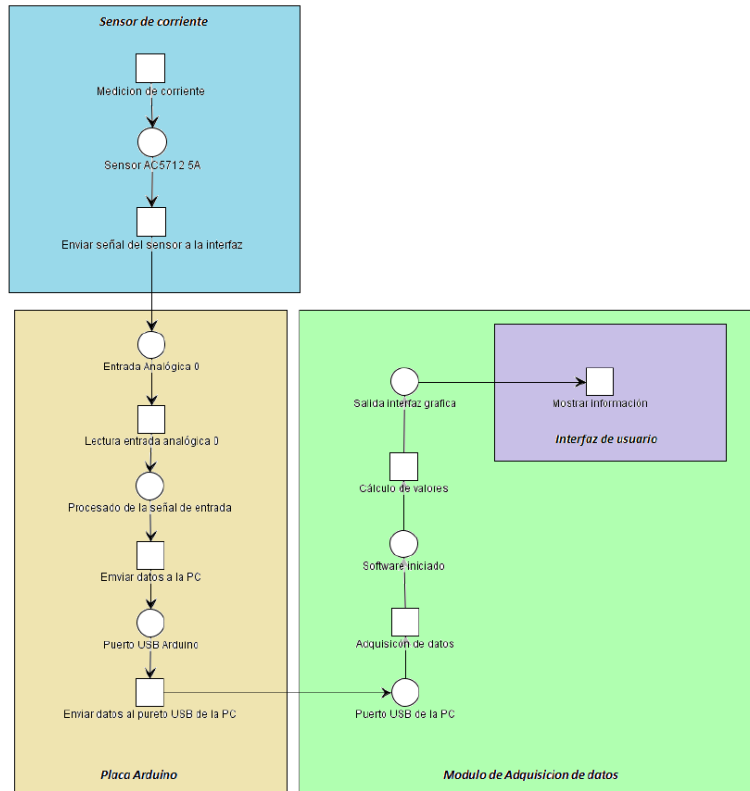 Sensor de corriente
Medicion de corriente
Sensor AC5712 5A
Enviar señal del sensor a la interfaz
Entrada Analógica 0
Lectura entrada analógica 0
Procesado de la señal de entrada
Emviar datos a la PC
Puerto USB Arduino
Enviar datos al pureto USB de la PC
Placa Arduino
Salida interfaz grafica
Mostrar Información
Interfaz de usuario
Cálculo de valores
Software iniciado
Adquisicón de datos
Puerto USB de la PC
Modulo de Adquisicion de datos